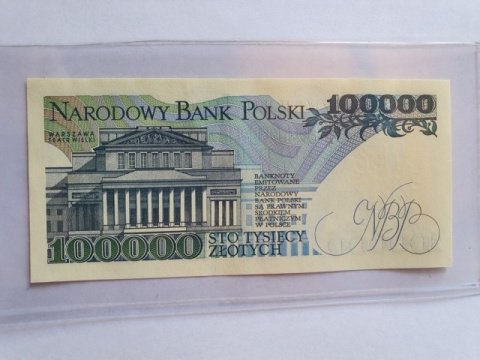 NARODOWY BANK POLSKI
100000
WARSZAWA
TEATR WIELKI
BANKNOTY
EMITOWANE
PRZEZ
NARODOWY
BANK POLSKI
SĄ PRAWNYM
ŚRODKIEM
PŁATNICZYM
W POLSCE
NBP
100000
STO TYSIĘCY
ZŁOTYCH